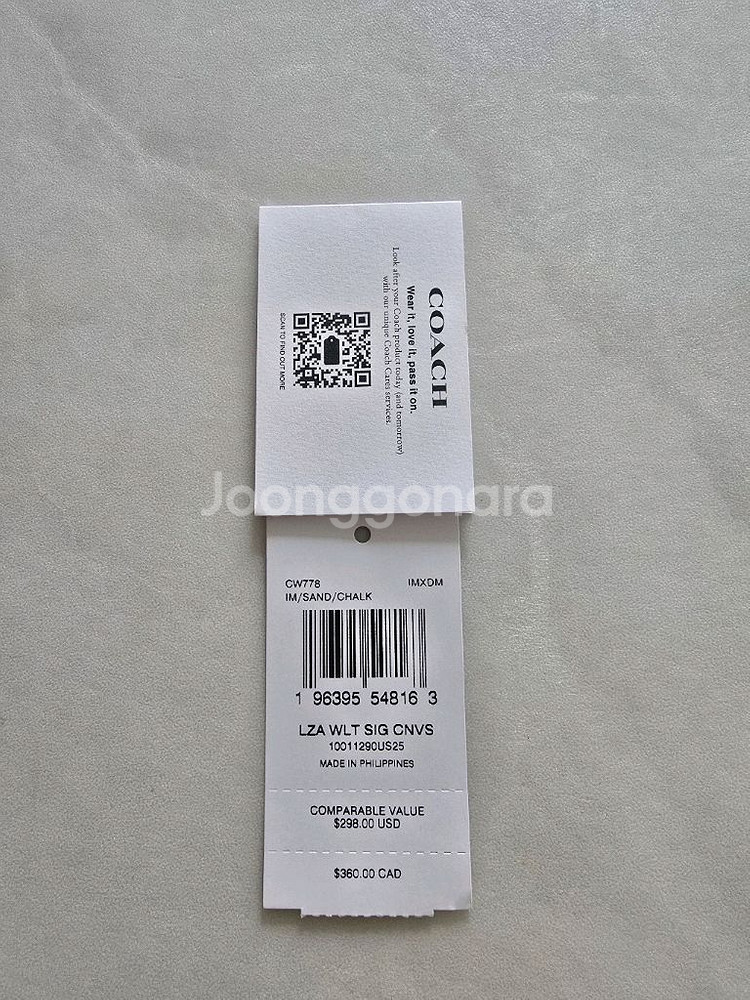 COACH
Wear it, love it, pass it on.
Look after your Coach product today (and tomorrow)
with our unique Coach Cares services.
SCAN TO FIND OUT MORE
Joonggonara
CW778 IMXDM
IM/SAND/CHALK
1 96395 54816 3
LZA WLT SIG CNVS
10011290US25
MADE IN PHILIPPINES
COMPARABLE VALUE
$298.00 USD
$360.00 CAD